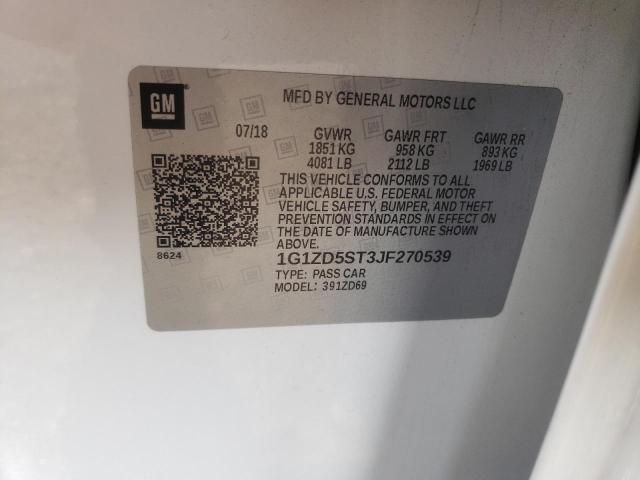 GM
MFD BY GENERAL MOTORS LLC
07/18 GVWR GAWR FRT GAWR RR
1851 KG 958 KG 893 KG
4081 LB 2112 LB 1969 LB
THIS VEHICLE CONFORMS TO ALL
APPLICABLE U.S. FEDERAL MOTOR
VEHICLE SAFETY, BUMPER, AND THEFT
PREVENTION STANDARDS IN EFFECT ON
THE DATE OF MANUFACTURE SHOWN
ABOVE.
8624
1G1ZD5ST3JF270539
TYPE: PASS CAR
MODEL: 391ZD69